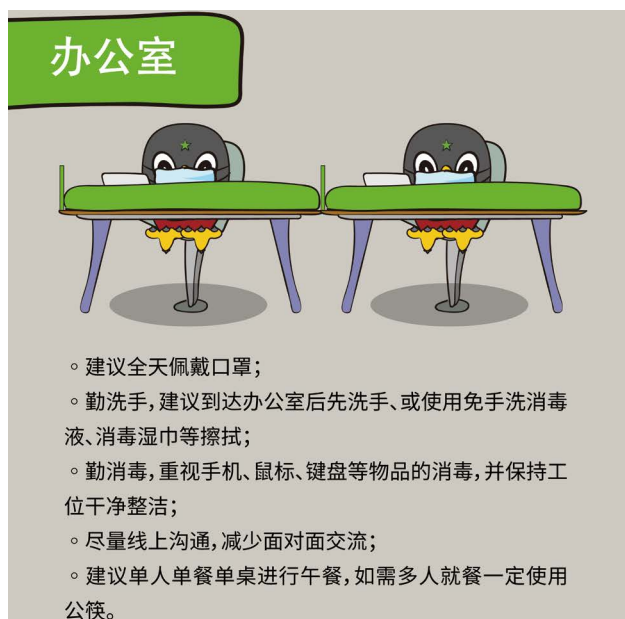 办公室
◦建议全天佩戴口罩；
◦勤洗手，建议到达办公室后先洗手、或使用免手洗消毒
液、消毒湿巾等擦拭；
◦勤消毒，重视手机、鼠标、键盘等物品的消毒，并保持工
位干净整洁；
◦尽量线上沟通，减少面对面交流；
◦建议单人单餐单桌进行午餐，如需多人就餐一定使用
公筷。